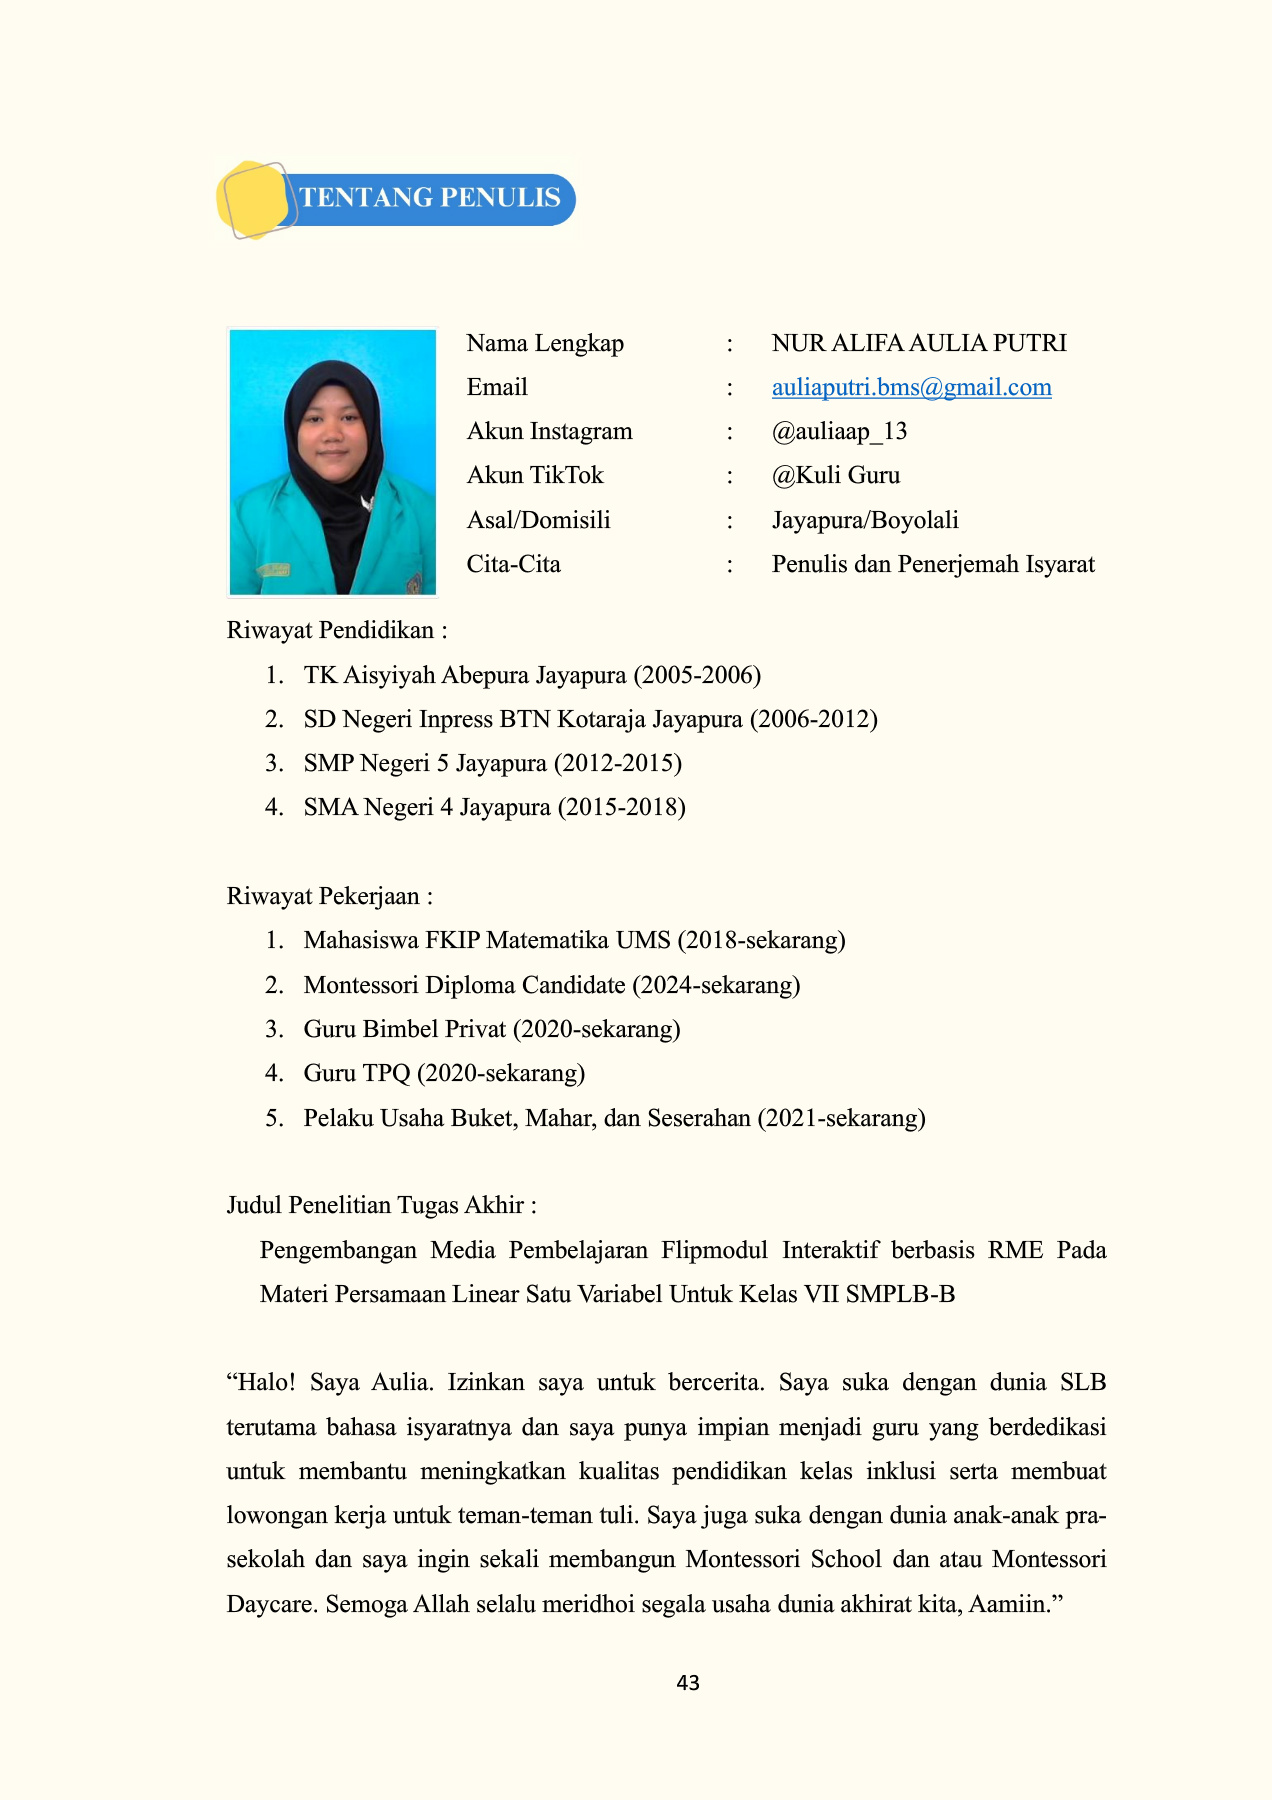 TENTANG PENULIS
Nama Lengkap : NUR ALIFA AULIA PUTRI
Email : auliaputri.bms@gmail.com
Akun Instagram : @auliaap_13
Akun TikTok : @Kuli Guru
Asal/Domisili : Jayapura/Boyolali
Cita-Cita : Penulis dan Penerjemah Isyarat
Riwayat Pendidikan :
1. TK Aisyiyah Abepura Jayapura (2005-2006)
2. SD Negeri Inpress BTN Kotaraja Jayapura (2006-2012)
3. SMP Negeri 5 Jayapura (2012-2015)
4. SMA Negeri 4 Jayapura (2015-2018)
Riwayat Pekerjaan :
1. Mahasiswa FKIP Matematika UMS (2018-sekarang)
2. Montessori Diploma Candidate (2024-sekarang)
3. Guru Bimbel Privat (2020-sekarang)
4. Guru TPQ (2020-sekarang)
5. Pelaku Usaha Buket, Mahar, dan Seserahan (2021-sekarang)
Judul Penelitian Tugas Akhir :
Pengembangan Media Pembelajaran Flipmodul Interaktif berbasis RME Pada
Materi Persamaan Linear Satu Variabel Untuk Kelas VII SMPLB-B
“Halo! Saya Aulia. Izinkan saya untuk bercerita. Saya suka dengan dunia SLB
terutama bahasa isyaratnya dan saya punya impian menjadi guru yang berdedikasi
untuk membantu meningkatkan kualitas pendidikan kelas inklusi serta membuat
lowongan kerja untuk teman-teman tuli. Saya juga suka dengan dunia anak-anak pra-
sekolah dan saya ingin sekali membangun Montessori School dan atau Montessori
Daycare. Semoga Allah selalu meridhoi segala usaha dunia akhirat kita, Aamiin.”
43